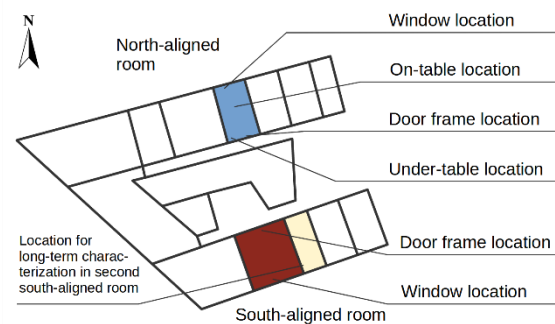 N
Window location
North-aligned
room
On-table location
Door frame location
Under-table location
Location for
long-term charac-
terization in second
south-aligned room
Door frame location
Window location
South-aligned room